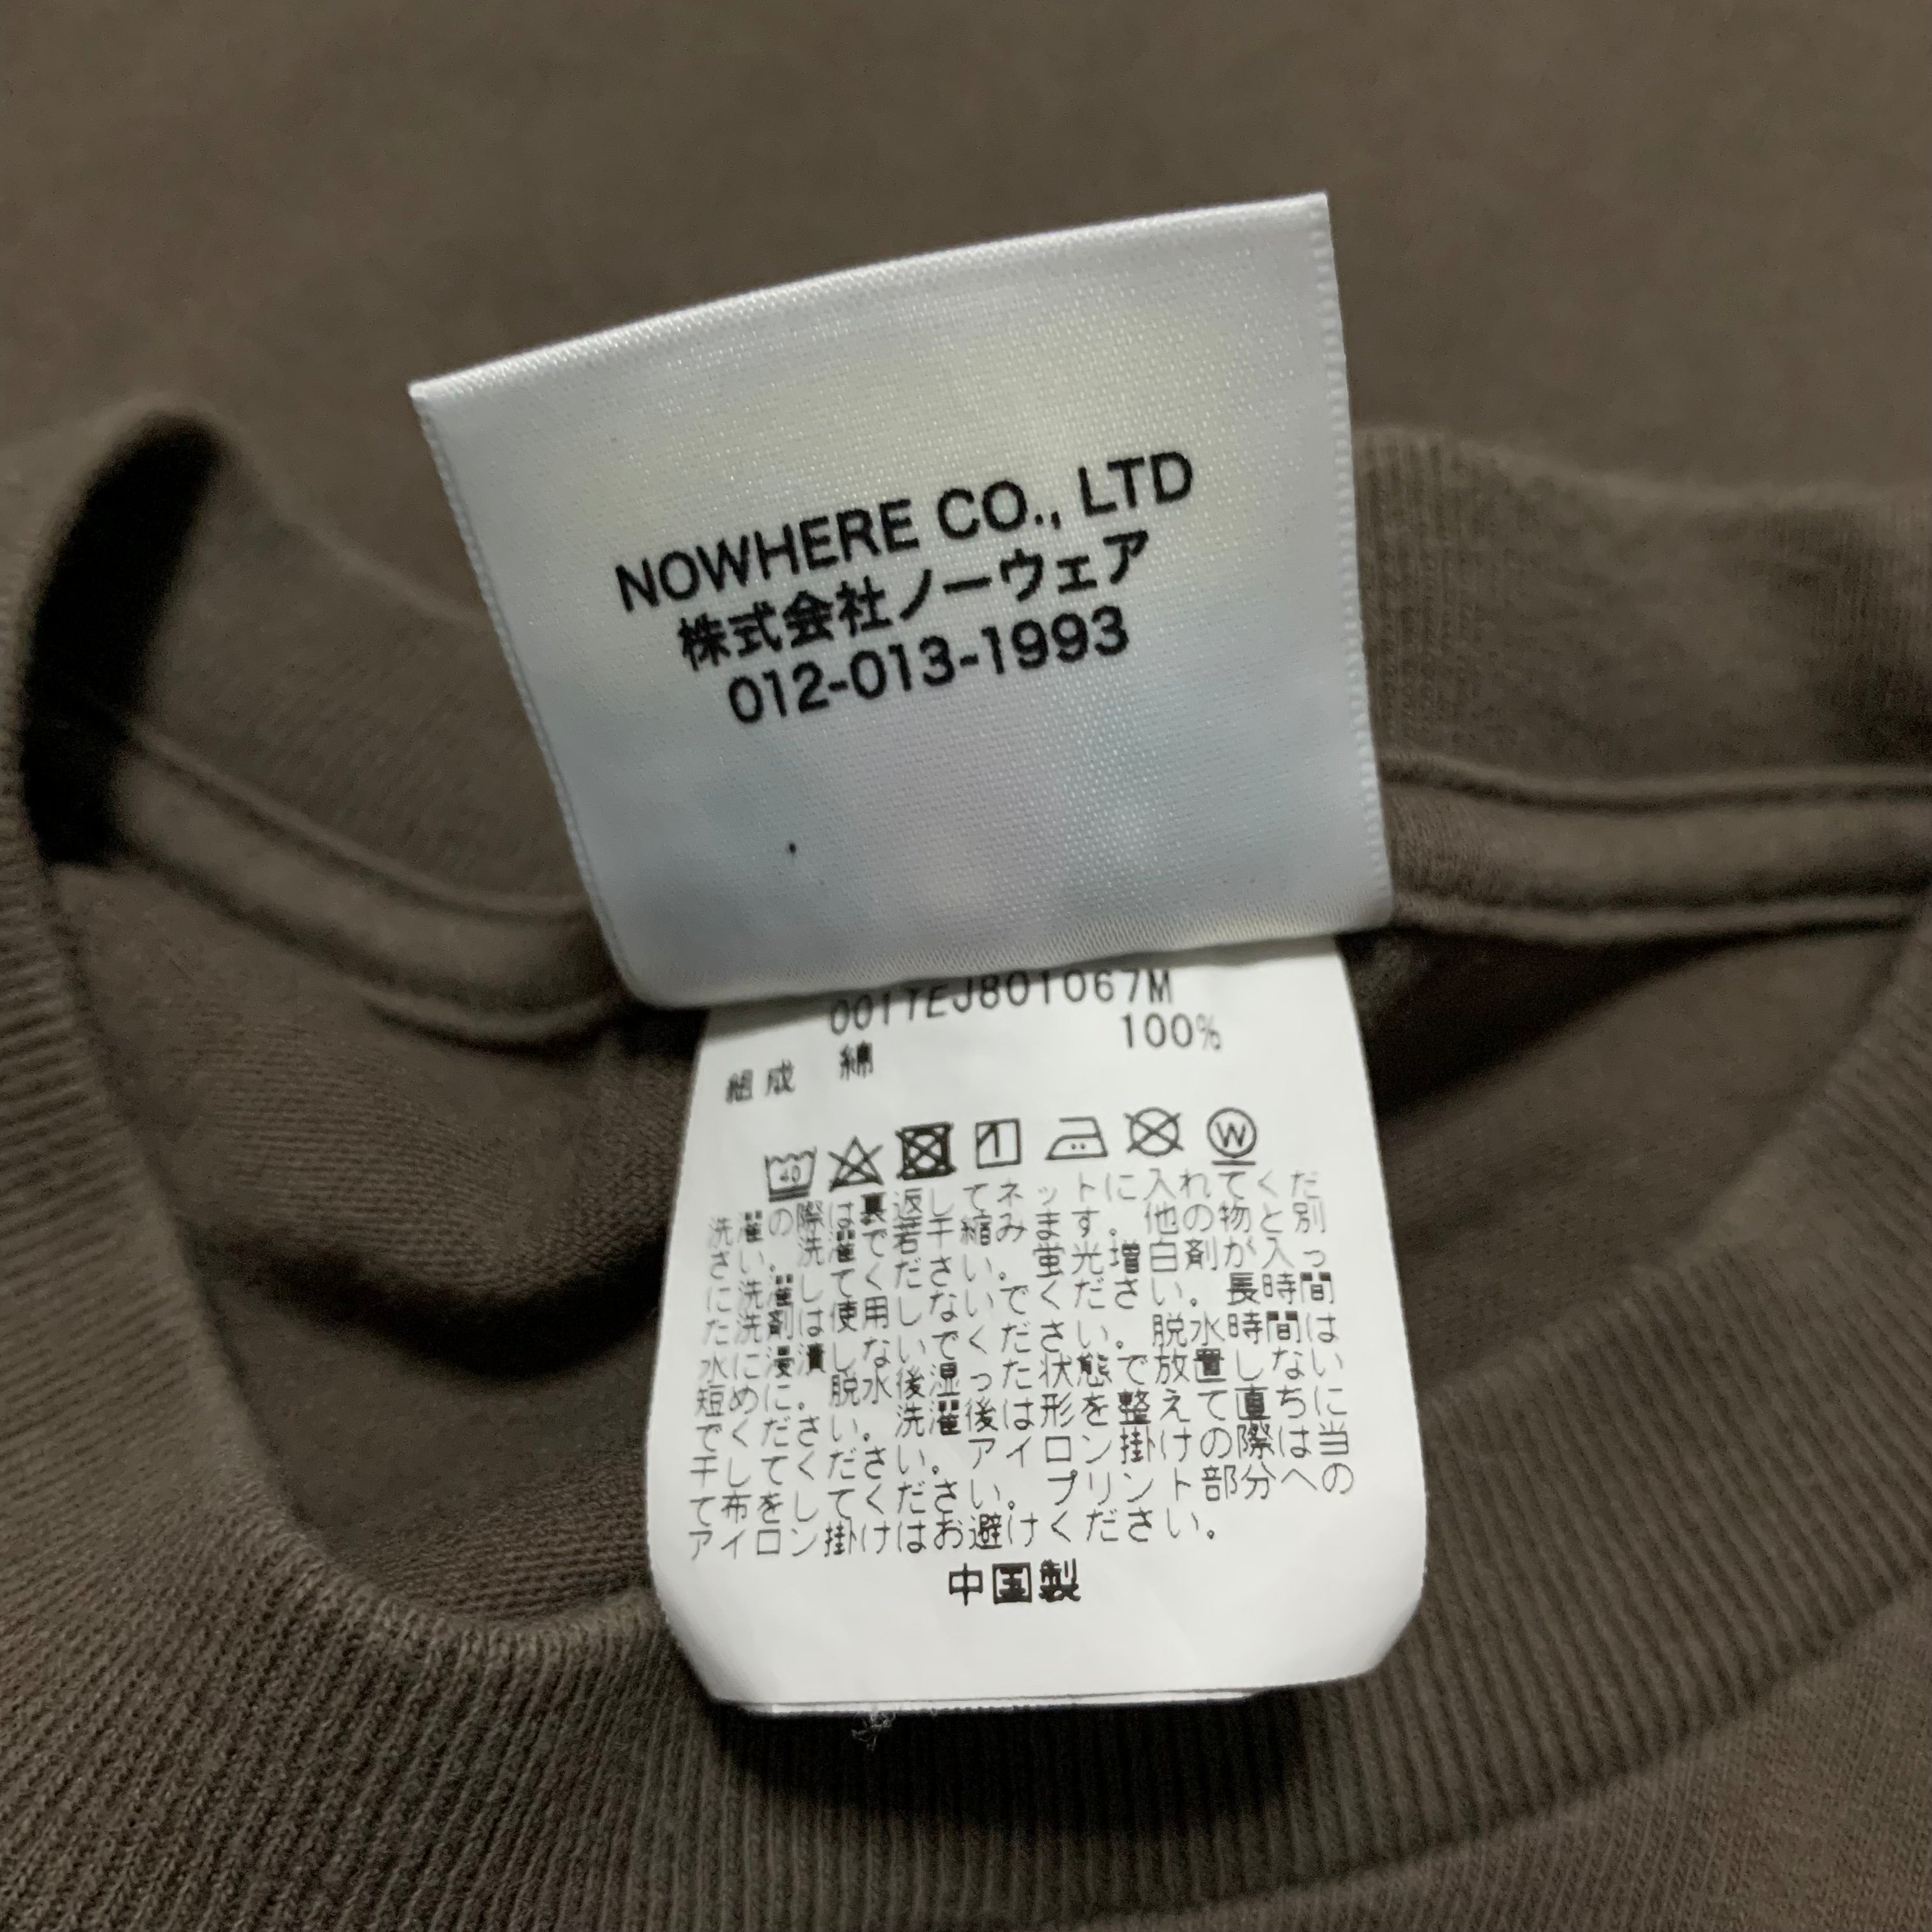 NOWHERE CO., LTD
株式会社ノーウェア
012-013-1993
001TEJ801067M
組成 綿 100%
40 W
洗濯の際は裏返してネットに入れてくだ
さい。洗濯で若干縮みます。他の物と別
に洗濯してください。蛍光増白剤が入っ
た洗剤は使用しないでください。長時間
水に浸漬しないでください。脱水時間は
短めに。脱水後湿った状態で放置しない
でください。洗濯後は形を整えて直ちに
干してください。アイロン掛けの際は当
て布をしてください。プリント部分への
アイロン掛けはお避けください。
中国製